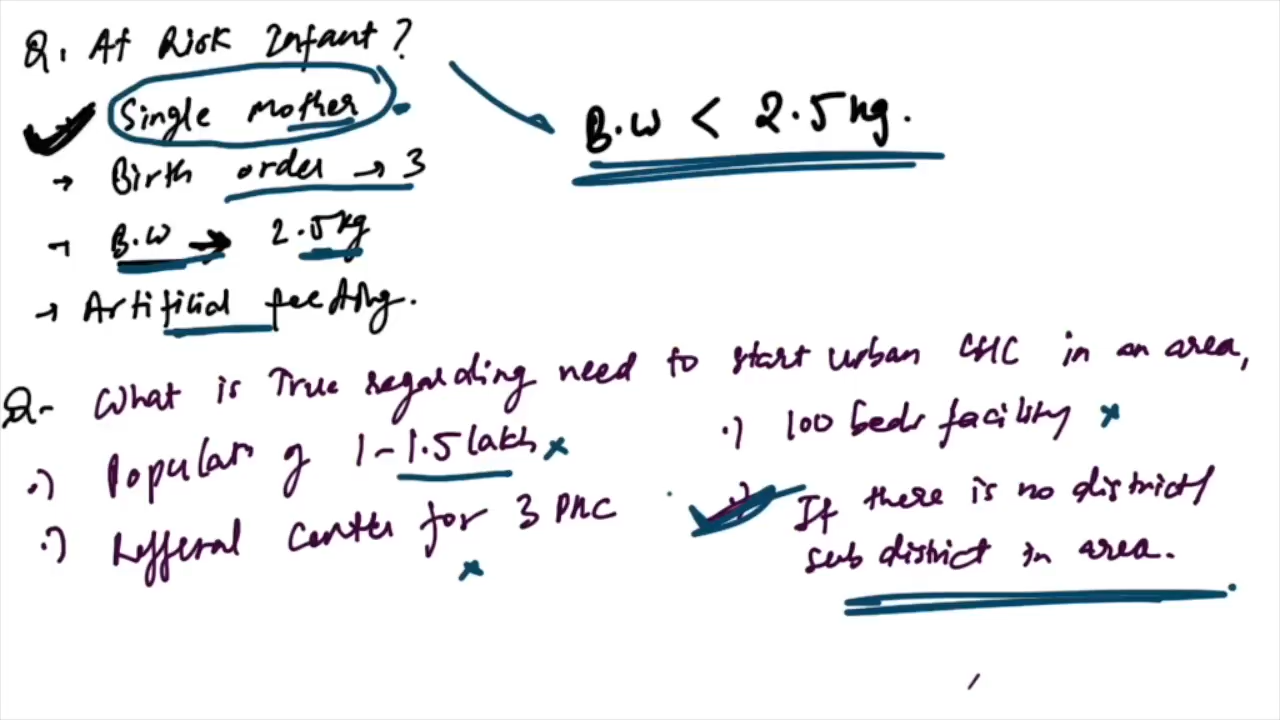 Q. At Risk Infant?
Single mother
→ Birth order → 3
→ B.W → 2.5kg
→ Artificial feeding.
B.W < 2.5kg.
Q- What is True regarding need to start urban CHC in an area,
·) Populatn of 1-1.5 lakh ×
·) Refferal center for 3 PHC ×
·) 100 beds facility ×
·) If there is no district/
sub district in area.